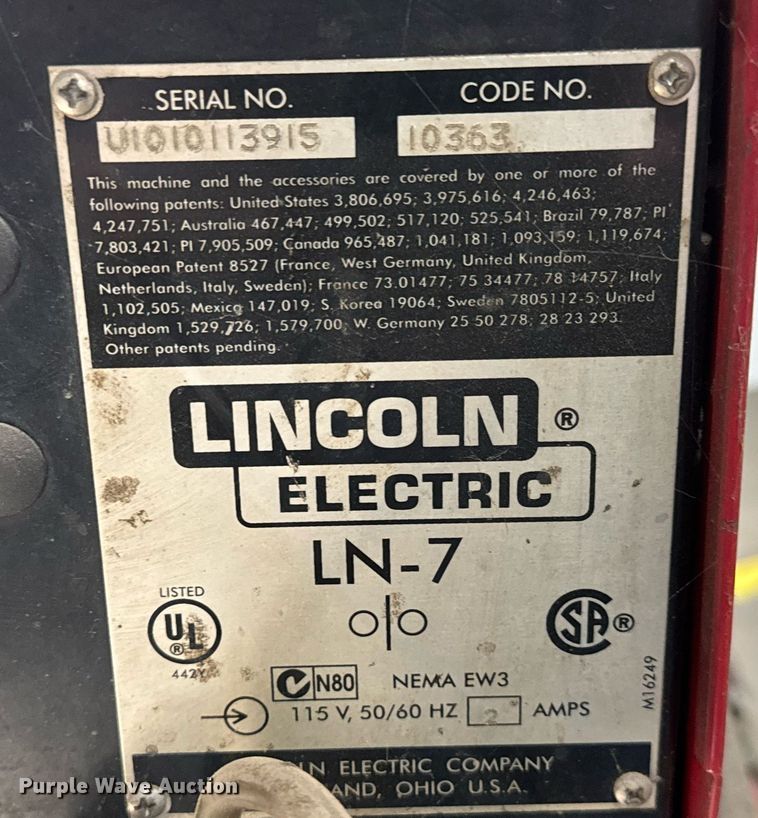 SERIAL NO. CODE NO.
U1010113915 10363
This machine and the accessories are covered by one or more of the
following patents: United States 3,806,695; 3,975,616; 4,246,463;
4,247,751; Australia 467,447; 499,502; 517,120; 525,541; Brazil 79,787; PI
7,803,421; PI 7,905,509; Canada 965,487; 1,041,181; 1,093,159; 1,119,674;
European Patent 8527 (France, West Germany, United Kingdom,
Netherlands, Italy, Sweden); France 73.01477; 75 34477; 78 14757; Italy
1,102,505; Mexico 147,019; S. Korea 19064; Sweden 7805112-5; United
Kingdom 1,529,726; 1,579,700; W. Germany 25 50 278; 28 23 293.
Other patents pending.
LINCOLN ®
ELECTRIC
LN-7
LISTED
UL ®
442Y
SA ®
N80 NEMA EW3
115 V, 50/60 HZ 2 AMPS
M16249
LN ELECTRIC COMPANY
AND, OHIO U.S.A.
Purple Wave Auction